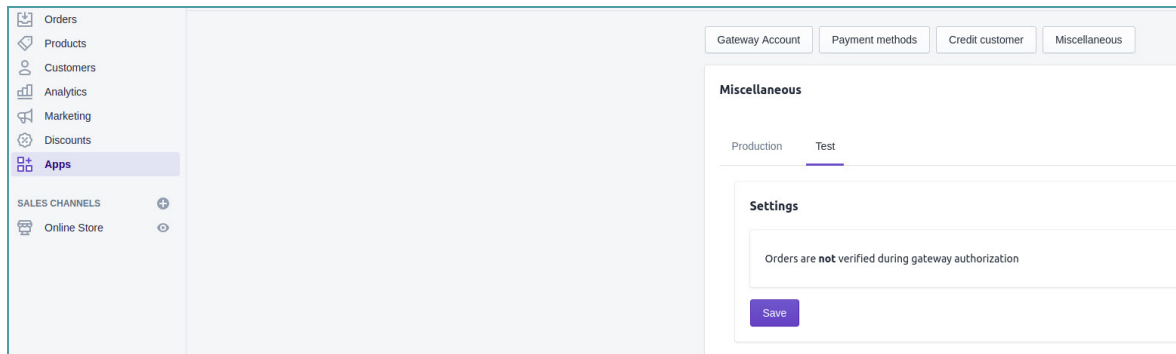 Orders
Products
Customers
Analytics
Marketing
Discounts
Apps
SALES CHANNELS
Online Store
Gateway Account
Payment methods
Credit customer
Miscellaneous
Miscellaneous
Production
Test
Settings
Orders are not verified during gateway authorization
Save